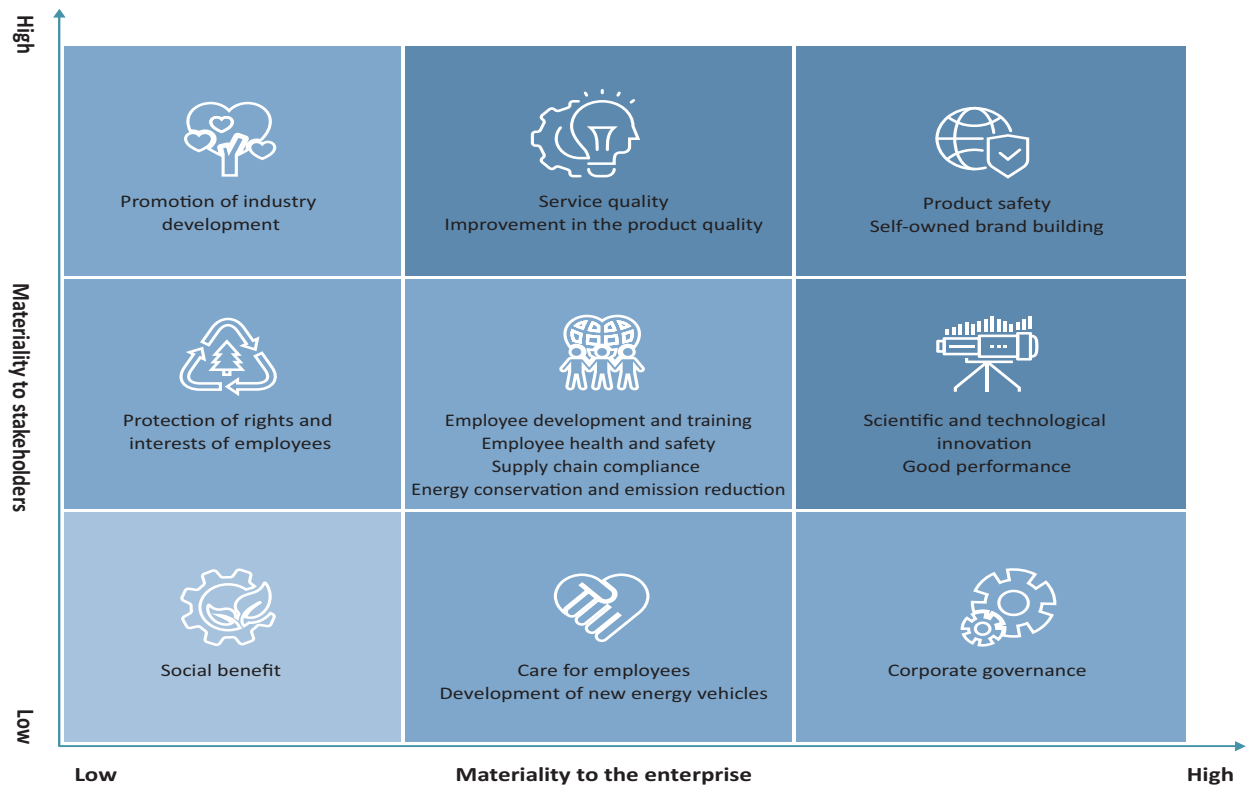 High
Promotion of industry
development
Service quality
Improvement in the product quality
Product safety
Self-owned brand building
Materiality to stakeholders
Protection of rights and
interests of employees
Employee development and training
Employee health and safety
Supply chain compliance
Energy conservation and emission reduction
Scientific and technological
innovation
Good performance
Social benefit
Care for employees
Development of new energy vehicles
Corporate governance
Low
Low
Materiality to the enterprise
High